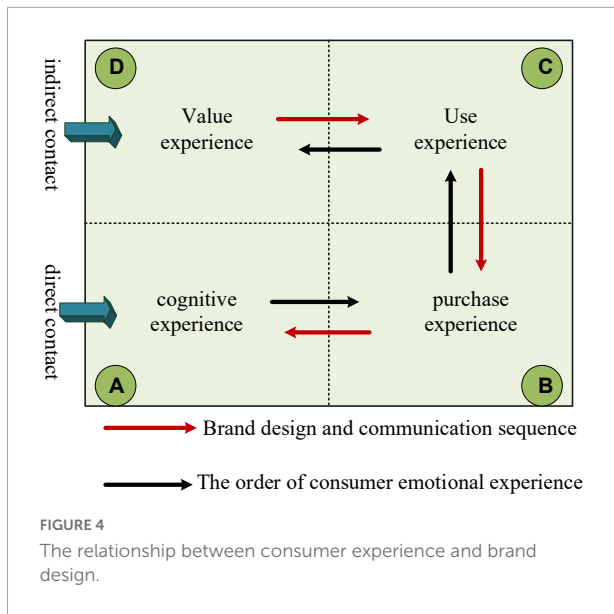 indirect contact
D
C
Value
experience
Use
experience
direct contact
cognitive
experience
purchase
experience
A
B
Brand design and communication sequence
The order of consumer emotional experience
FIGURE 4
The relationship between consumer experience and brand
design.